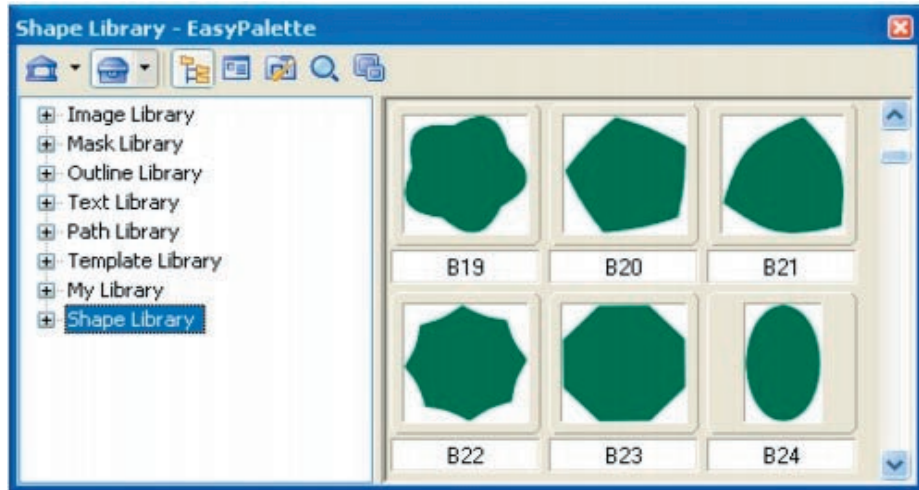 Shape Library - EasyPalette
Image Library
Mask Library
Outline Library
Text Library
Path Library
Template Library
My Library
Shape Library
B19 B20 B21
B22 B23 B24